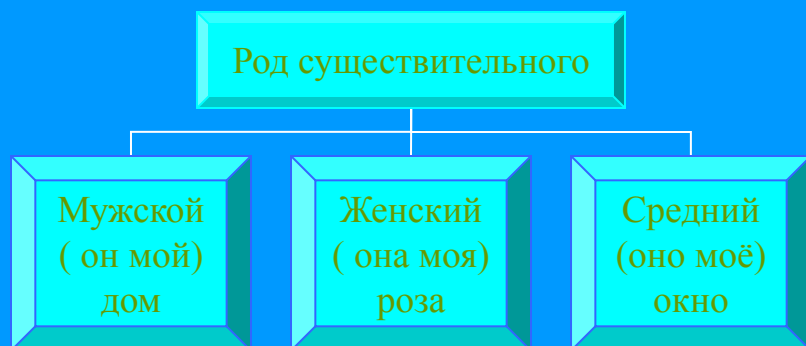 Род существительного
Мужской
( он мой)
дом
Женский
( она моя)
роза
Средний
(оно моё)
окно